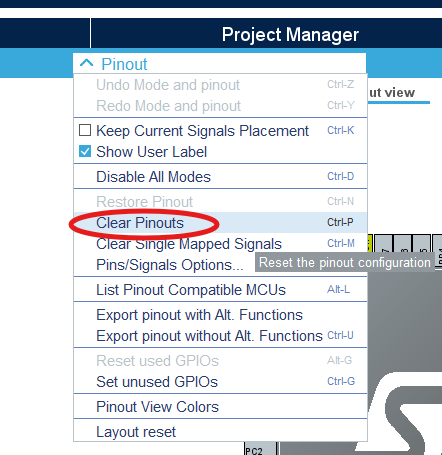 Project Manager
Pinout
Undo Mode and pinout Ctrl-Z
Redo Mode and pinout Ctrl-Y
ut view
Keep Current Signals Placement Ctrl-K
Show User Label
Disable All Modes Ctrl-D
Restore Pinout Ctrl-N
Clear Pinouts Ctrl-P
Clear Single Mapped Signals Ctrl-M
Pins/Signals Options...
Reset the pinout configuration
List Pinout Compatible MCUs Alt-L
Export pinout with Alt. Functions
Export pinout without Alt. Functions Ctrl-U
Reset used GPIOs Alt-G
Set unused GPIOs Ctrl-G
Pinout View Colors
Layout reset
PC2